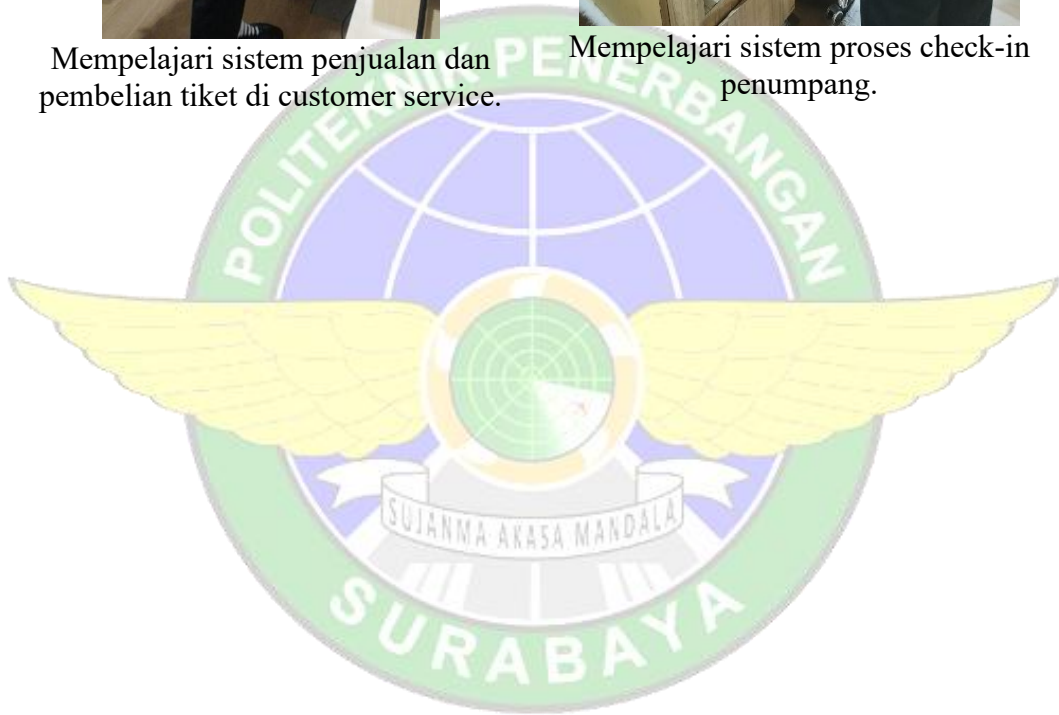 Mempelajari sistem penjualan dan
pembelian tiket di customer service.
Mempelajari sistem proses check-in
penumpang.
POLITEKNIK PENERBANGAN
SUJANMA AKASA MANDALA
SURABAYA